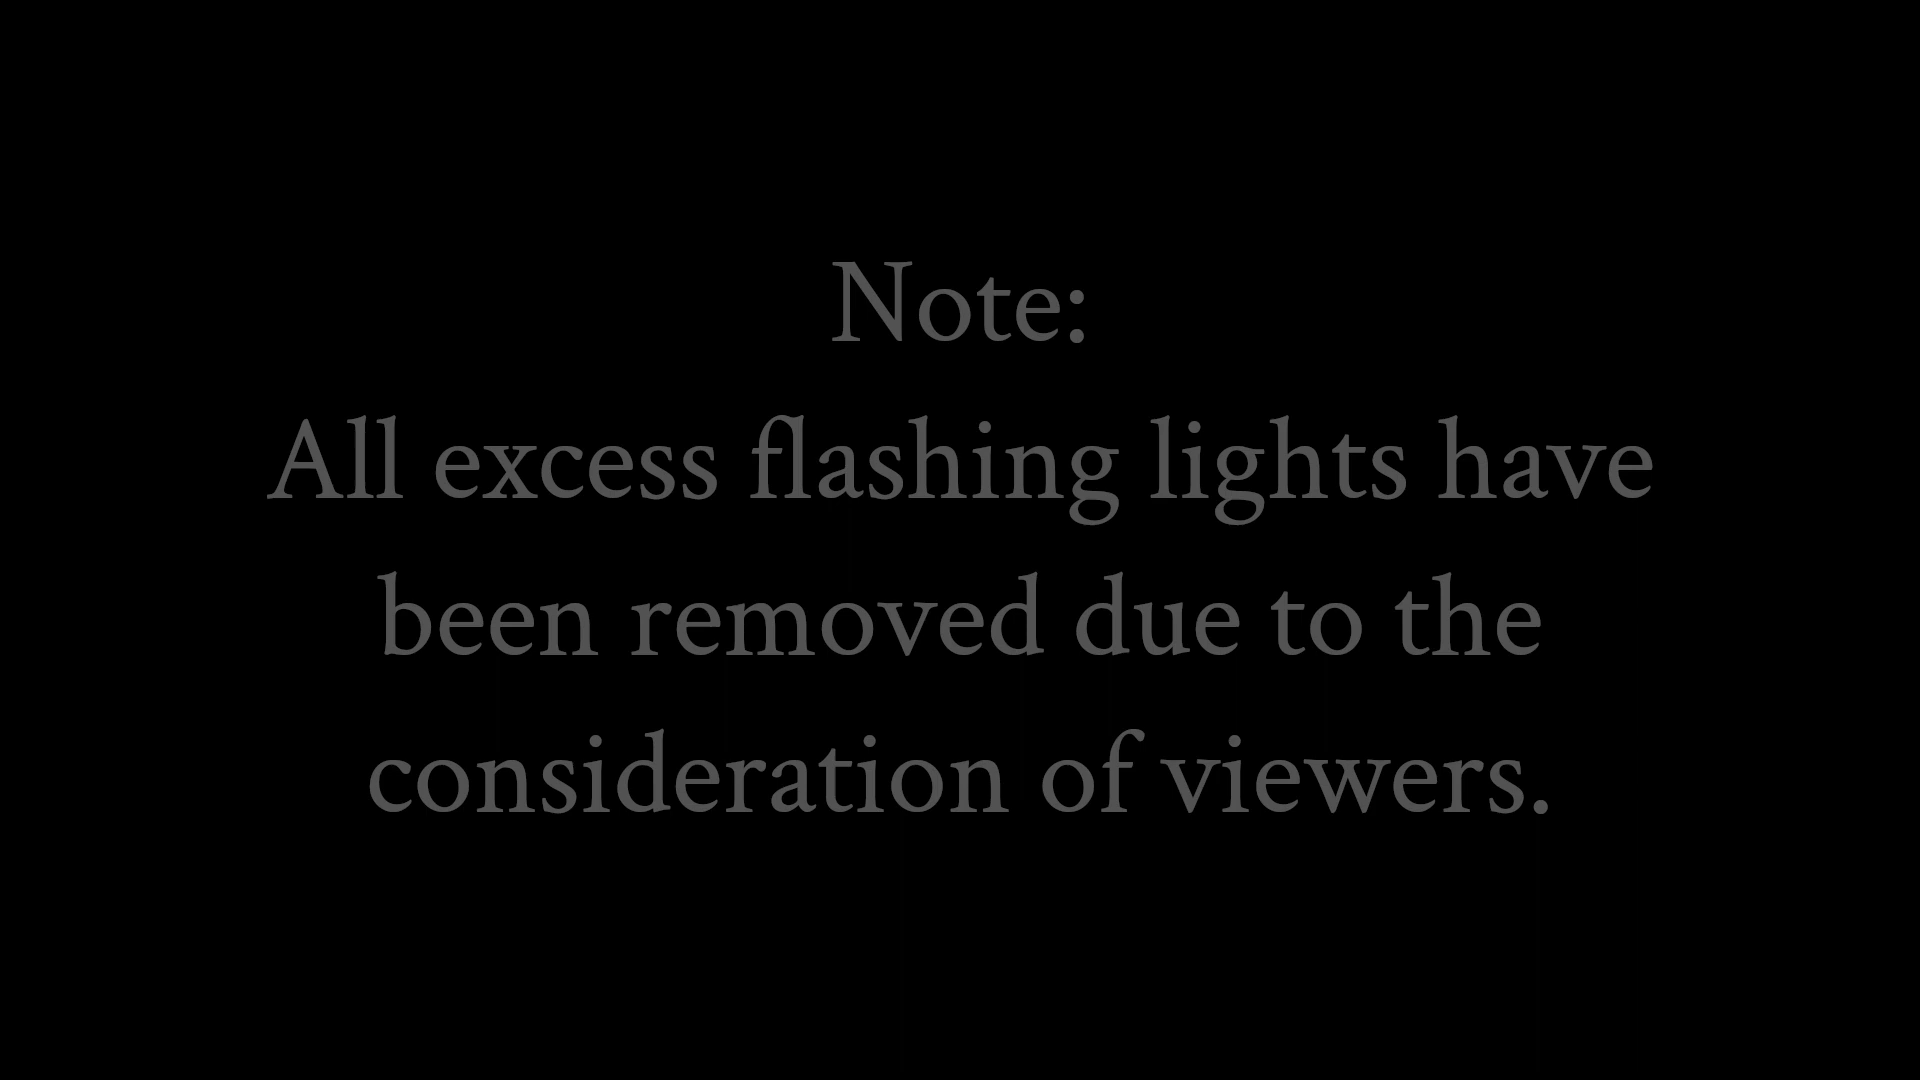 Note:
All excess flashing lights have
been removed due to the
consideration of viewers.